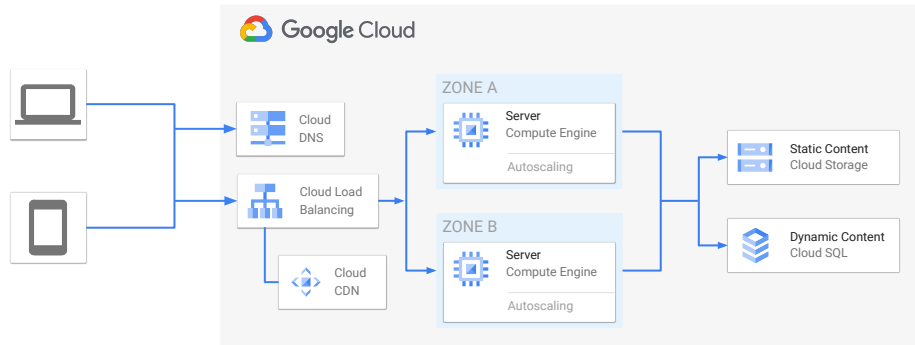 Google Cloud
Cloud
DNS
Cloud Load
Balancing
Cloud
CDN
ZONE A
Server
Compute Engine
Autoscaling
ZONE B
Server
Compute Engine
Autoscaling
Static Content
Cloud Storage
Dynamic Content
Cloud SQL